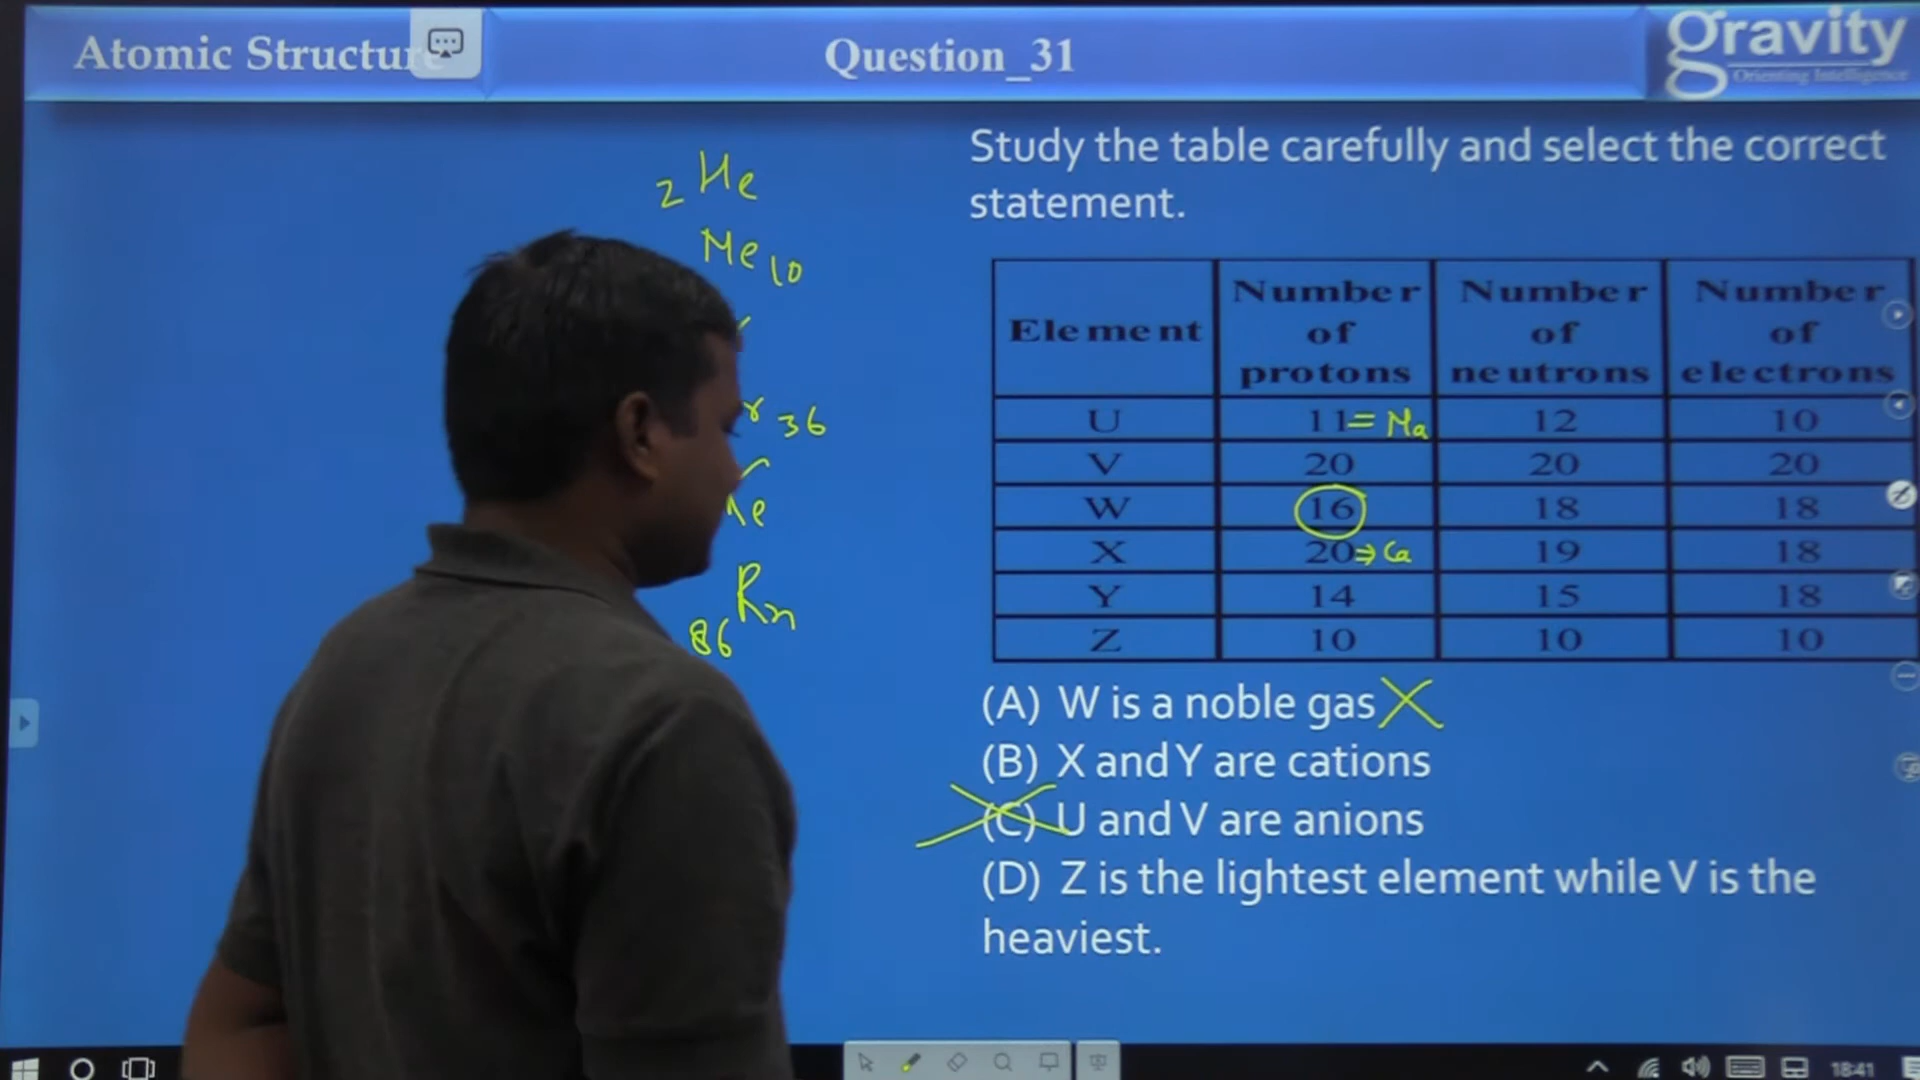 Atomic Structure
Question_31
gravity
Orienting Intelligence
2 He
Ne 10
36
e
Rn
86
Study the table carefully and select the correct
statement.
Element Number of protons Number of neutrons Number of electrons
U 11 = Na 12 10
V 20 20 20
W 16 18 18
X 20 ⇒ Ca 19 18
Y 14 15 18
Z 10 10 10
(A) W is a noble gas
(B) X and Y are cations
(C) U and V are anions
(D) Z is the lightest element while V is the
heaviest.
18:41